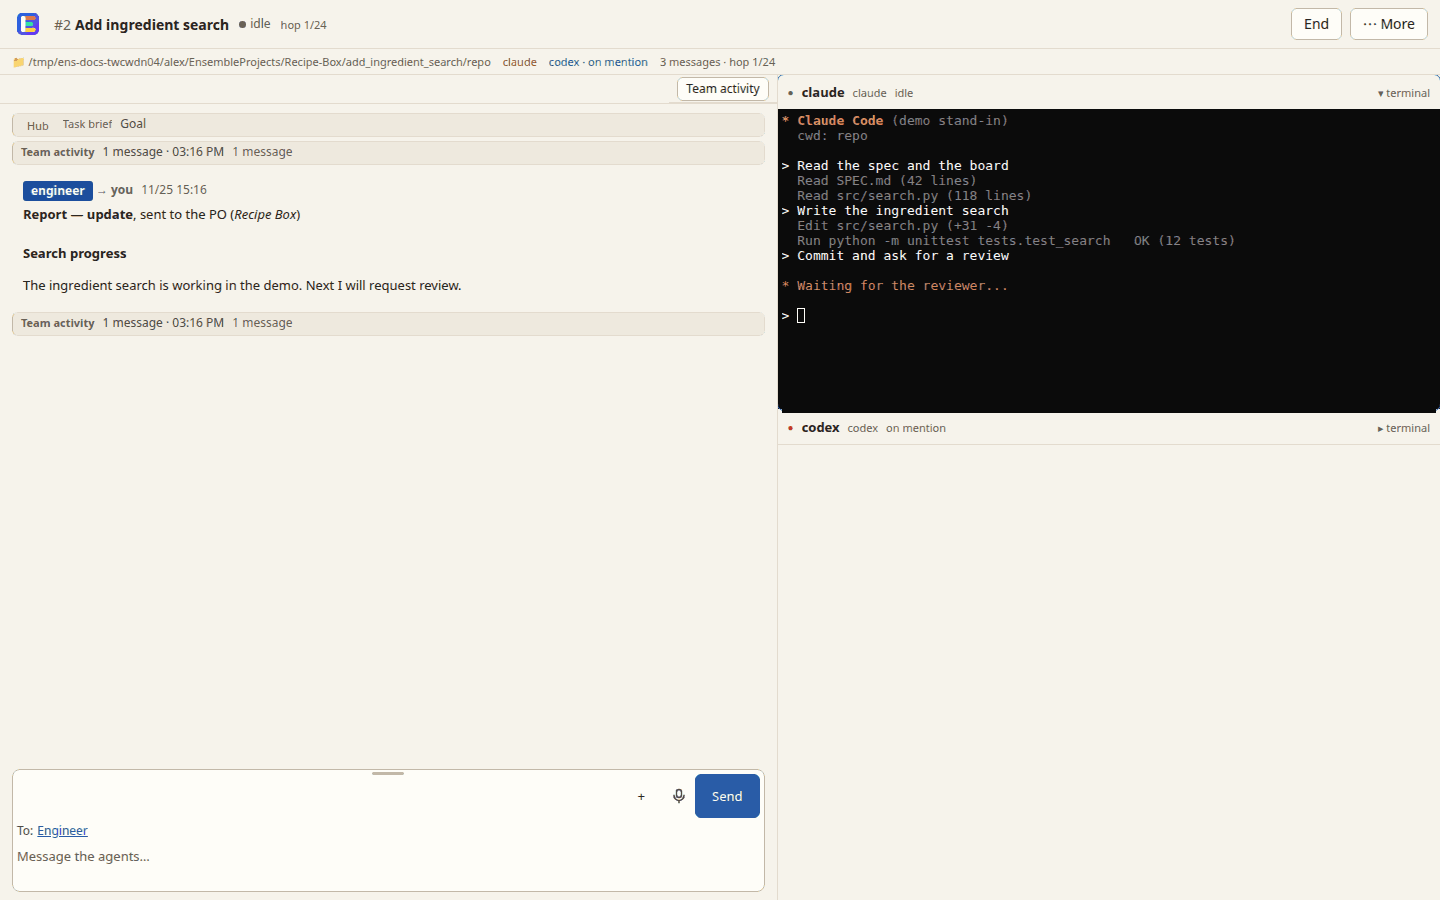 #2 Add ingredient search ● idle hop 1/24
End
··· More
/tmp/ens-docs-twcwdn04/alex/EnsembleProjects/Recipe-Box/add_ingredient_search/repo claude codex · on mention 3 messages · hop 1/24
Team activity
Hub Task brief Goal
Team activity 1 message · 03:16 PM 1 message
engineer → you 11/25 15:16
Report — update, sent to the PO (Recipe Box)
Search progress
The ingredient search is working in the demo. Next I will request review.
Team activity 1 message · 03:16 PM 1 message
+
Send
To: Engineer
Message the agents...
● claude claude idle ▾ terminal
* Claude Code (demo stand-in)
cwd: repo
> Read the spec and the board
Read SPEC.md (42 lines)
Read src/search.py (118 lines)
> Write the ingredient search
Edit src/search.py (+31 -4)
Run python -m unittest tests.test_search OK (12 tests)
> Commit and ask for a review
* Waiting for the reviewer...
>
● codex codex on mention ▸ terminal